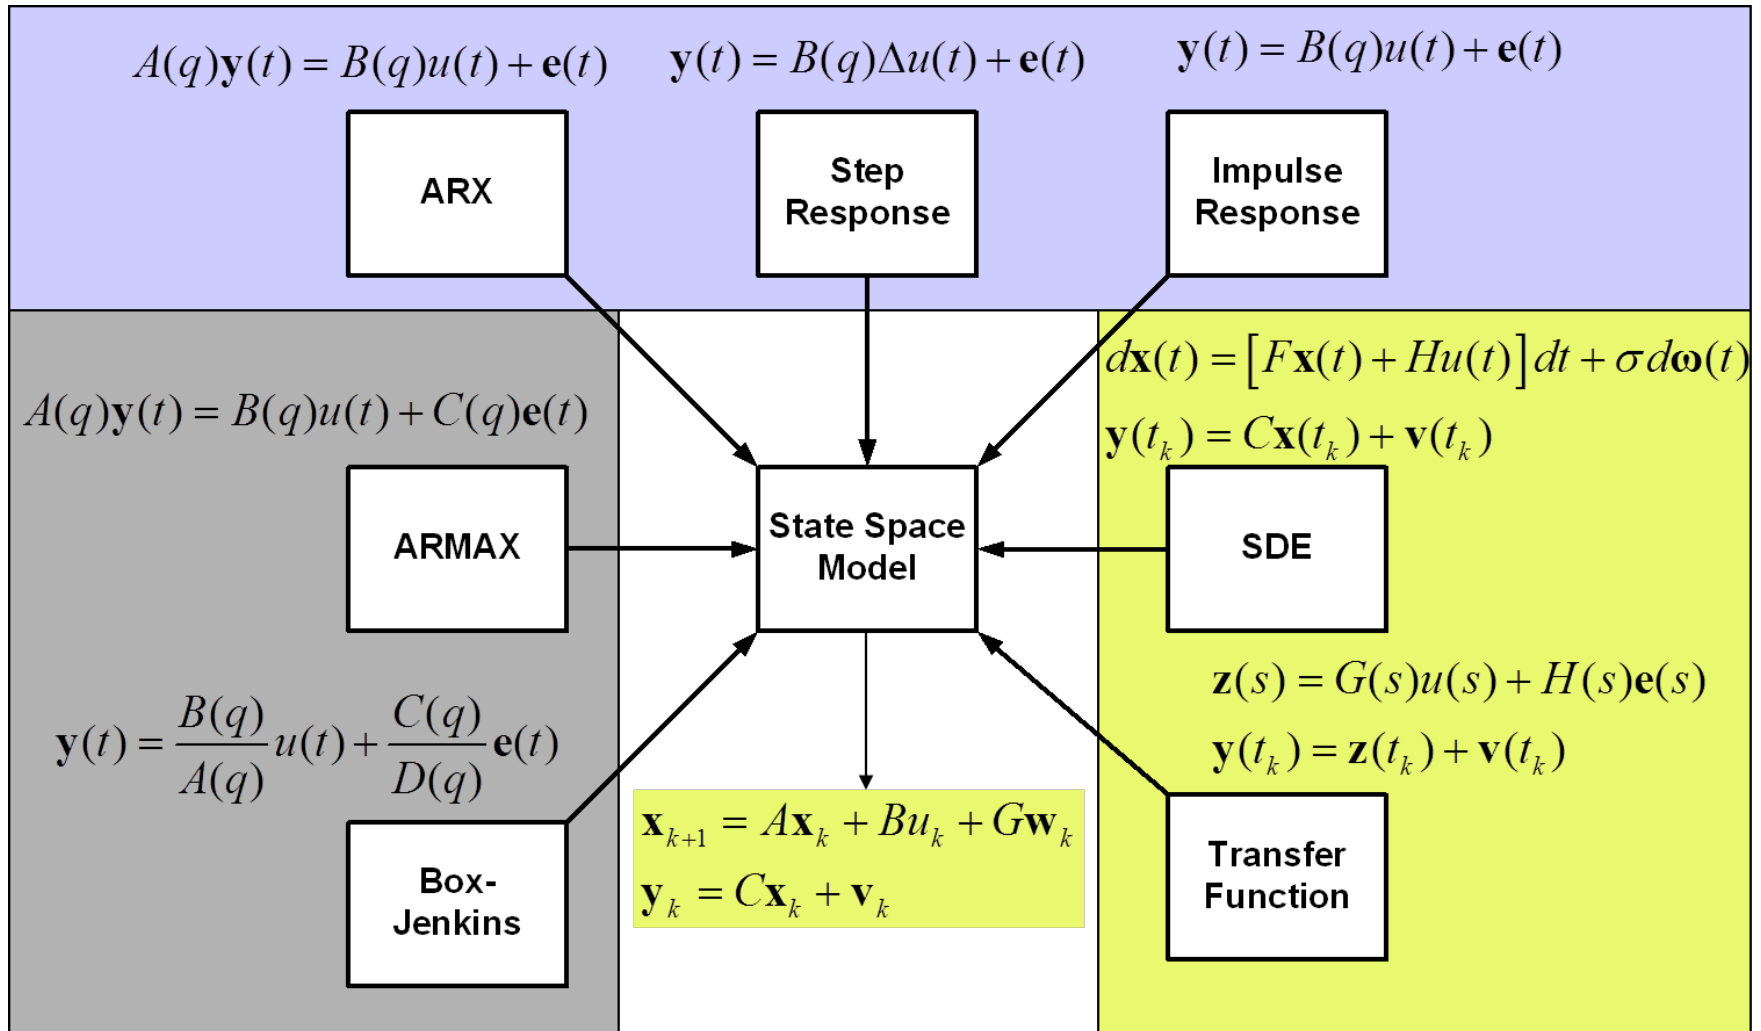 A(q)y(t) = B(q)u(t) + e(t)
y(t) = B(q)Δu(t) + e(t)
y(t) = B(q)u(t) + e(t)
ARX
Step
Response
Impulse
Response
dx(t) = [Fx(t) + Hu(t)]dt + σdω(t)
A(q)y(t) = B(q)u(t) + C(q)e(t)
y(t_k) = Cx(t_k) + v(t_k)
ARMAX
State Space
Model
SDE
z(s) = G(s)u(s) + H(s)e(s)
y(t) = B(q)/A(q) u(t) + C(q)/D(q) e(t)
y(t_k) = z(t_k) + v(t_k)
x_{k+1} = Ax_k + Bu_k + Gw_k
y_k = Cx_k + v_k
Box-
Jenkins
Transfer
Function